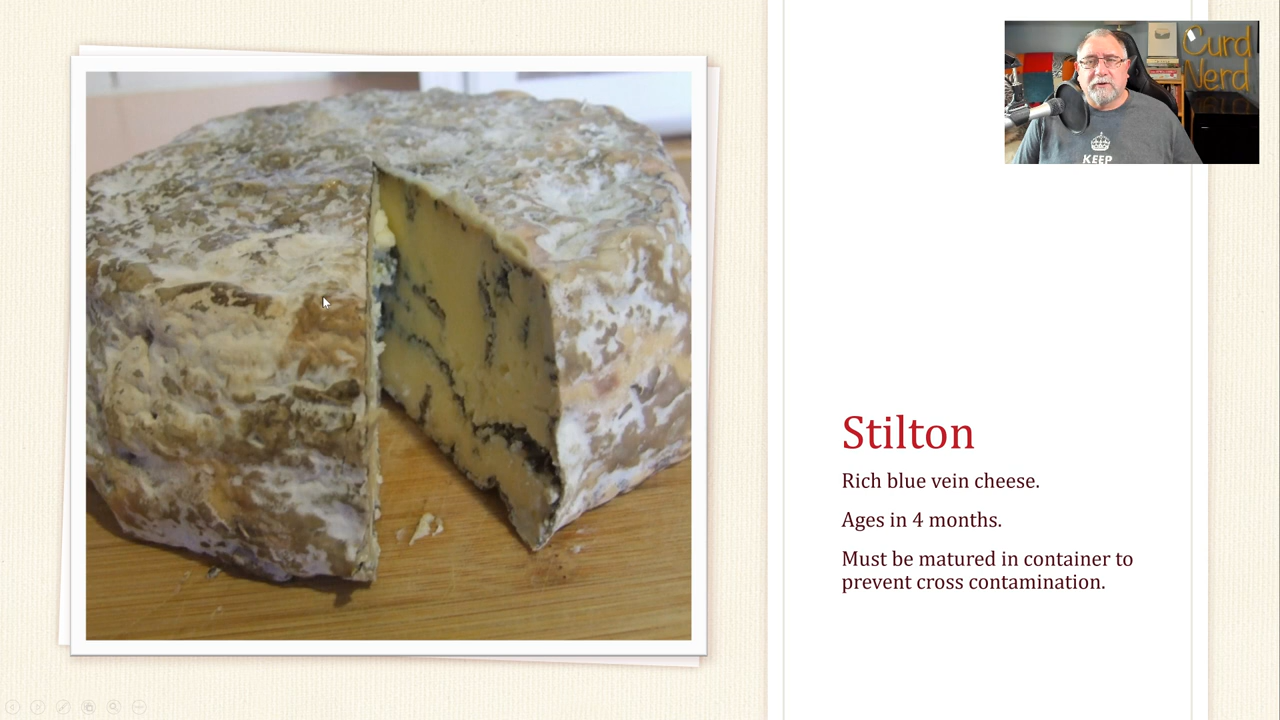 Curd
Nerd
KEEP
Stilton
Rich blue vein cheese.
Ages in 4 months.
Must be matured in container to
prevent cross contamination.